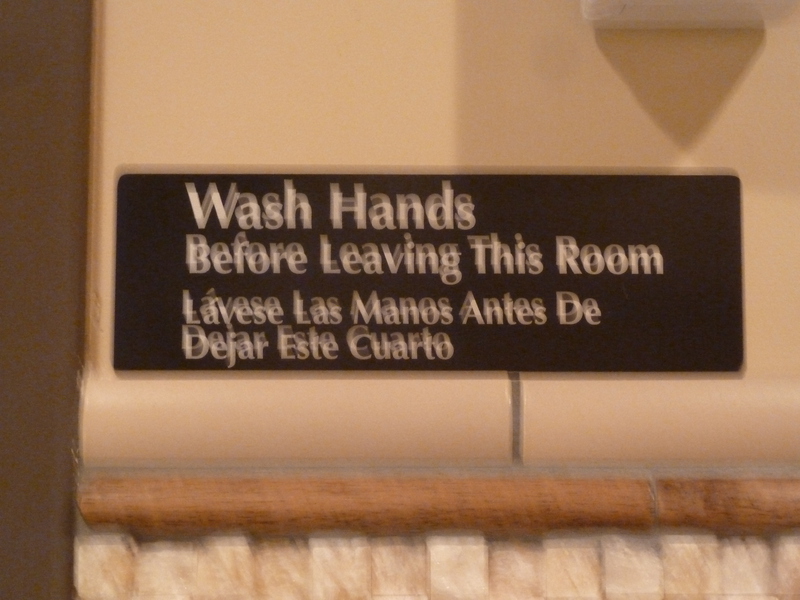 Wash Hands
Before Leaving This Room
Lávese Las Manos Antes De
Dejar Este Cuarto